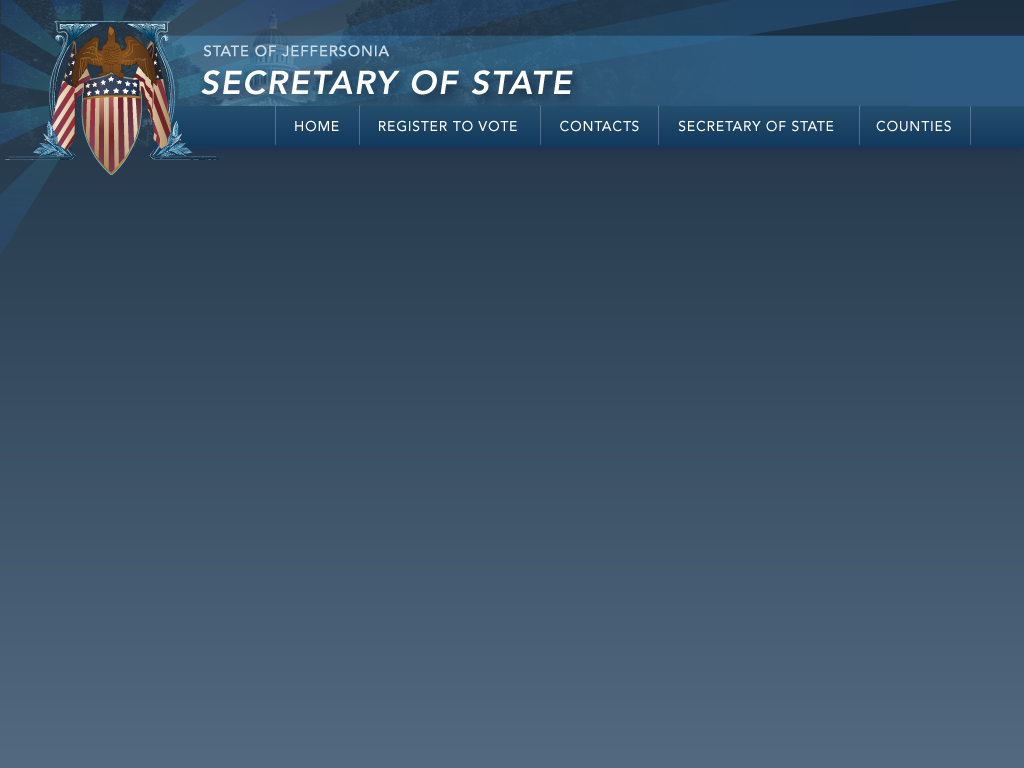 STATE OF JEFFERSONIA
SECRETARY OF STATE
HOME REGISTER TO VOTE CONTACTS SECRETARY OF STATE COUNTIES